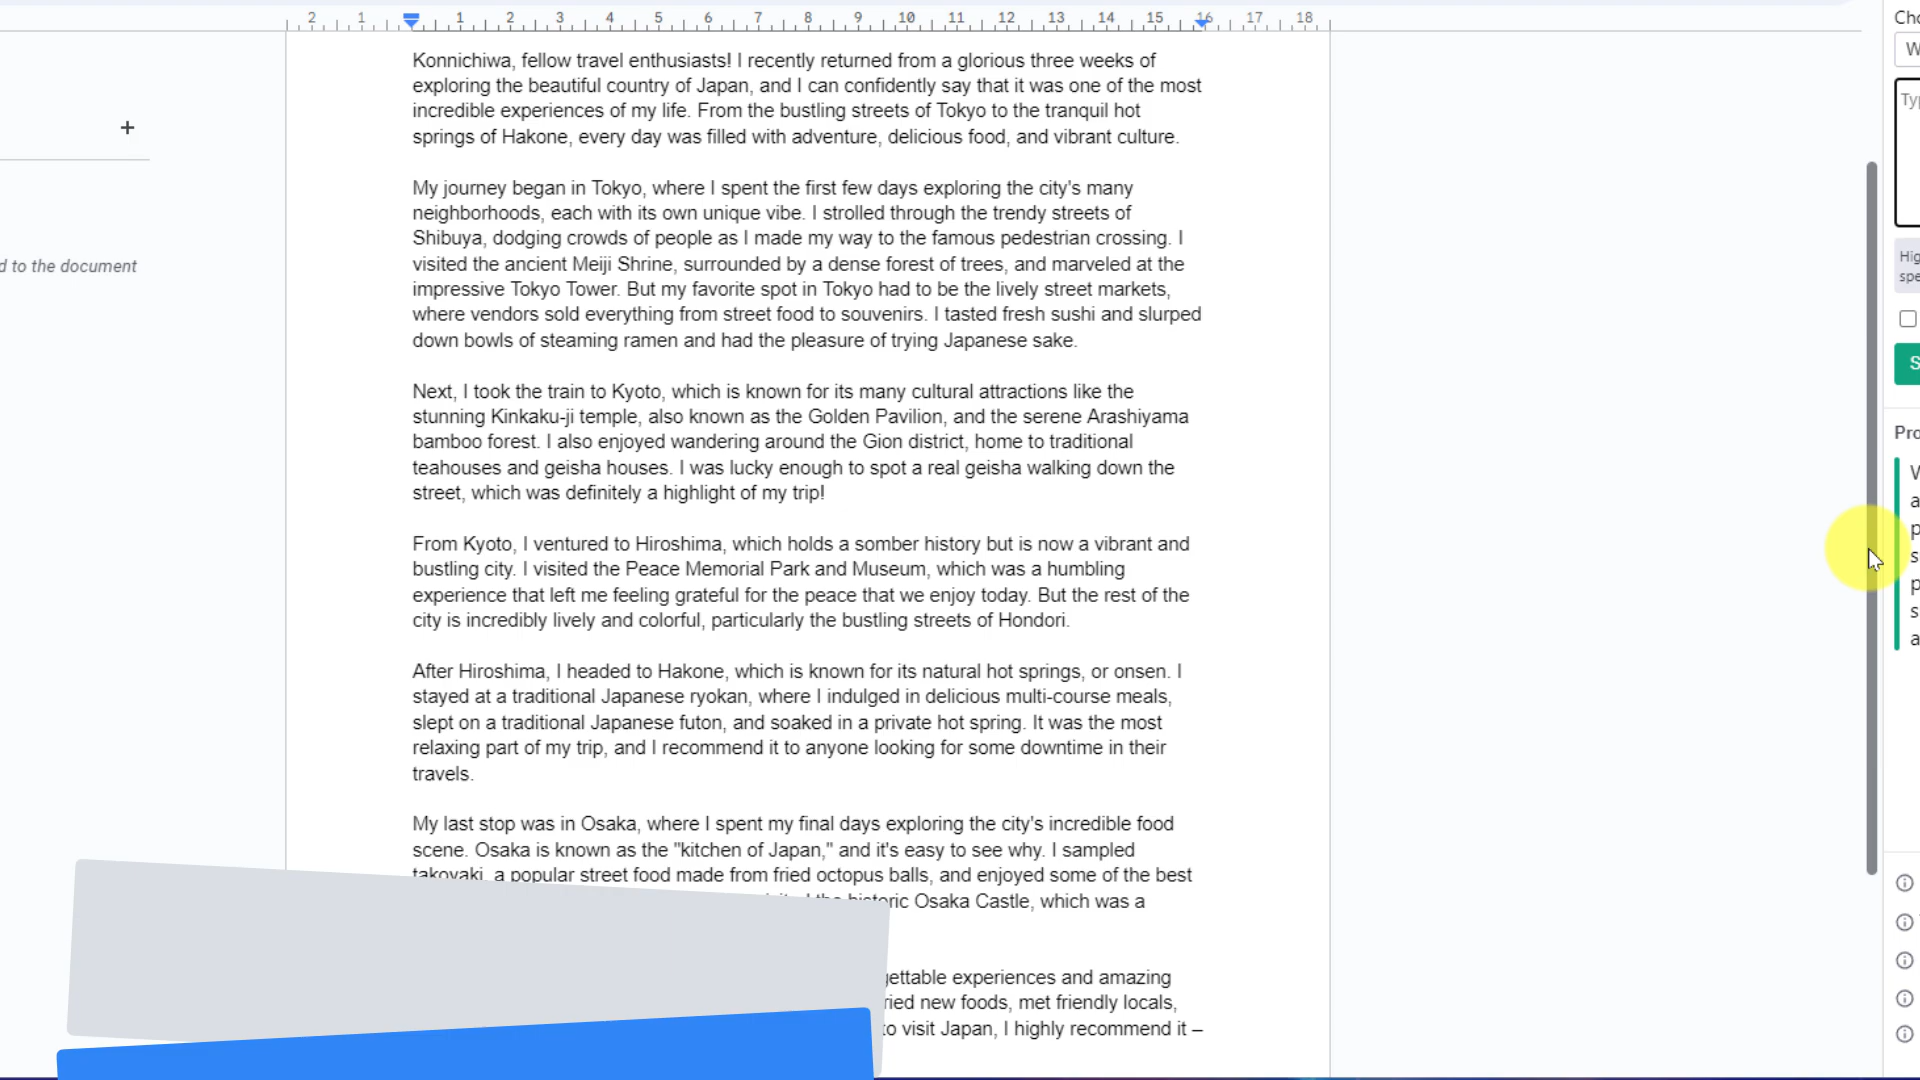 2 1 1 2 3 4 5 6 7 8 9 10 11 12 13 14 15 16 17 18
Konnichiwa, fellow travel enthusiasts! I recently returned from a glorious three weeks of
exploring the beautiful country of Japan, and I can confidently say that it was one of the most
incredible experiences of my life. From the bustling streets of Tokyo to the tranquil hot
springs of Hakone, every day was filled with adventure, delicious food, and vibrant culture.
My journey began in Tokyo, where I spent the first few days exploring the city's many
neighborhoods, each with its own unique vibe. I strolled through the trendy streets of
Shibuya, dodging crowds of people as I made my way to the famous pedestrian crossing. I
visited the ancient Meiji Shrine, surrounded by a dense forest of trees, and marveled at the
impressive Tokyo Tower. But my favorite spot in Tokyo had to be the lively street markets,
where vendors sold everything from street food to souvenirs. I tasted fresh sushi and slurped
down bowls of steaming ramen and had the pleasure of trying Japanese sake.
Next, I took the train to Kyoto, which is known for its many cultural attractions like the
stunning Kinkaku-ji temple, also known as the Golden Pavilion, and the serene Arashiyama
bamboo forest. I also enjoyed wandering around the Gion district, home to traditional
teahouses and geisha houses. I was lucky enough to spot a real geisha walking down the
street, which was definitely a highlight of my trip!
From Kyoto, I ventured to Hiroshima, which holds a somber history but is now a vibrant and
bustling city. I visited the Peace Memorial Park and Museum, which was a humbling
experience that left me feeling grateful for the peace that we enjoy today. But the rest of the
city is incredibly lively and colorful, particularly the bustling streets of Hondori.
After Hiroshima, I headed to Hakone, which is known for its natural hot springs, or onsen. I
stayed at a traditional Japanese ryokan, where I indulged in delicious multi-course meals,
slept on a traditional Japanese futon, and soaked in a private hot spring. It was the most
relaxing part of my trip, and I recommend it to anyone looking for some downtime in their
travels.
My last stop was in Osaka, where I spent my final days exploring the city's incredible food
scene. Osaka is known as the "kitchen of Japan," and it's easy to see why. I sampled
takoyaki, a popular street food made from fried octopus balls, and enjoyed some of the best
historic Osaka Castle, which was a
experiences and amazing
new foods, met friendly locals,
to visit Japan, I highly recommend it –
d to the document